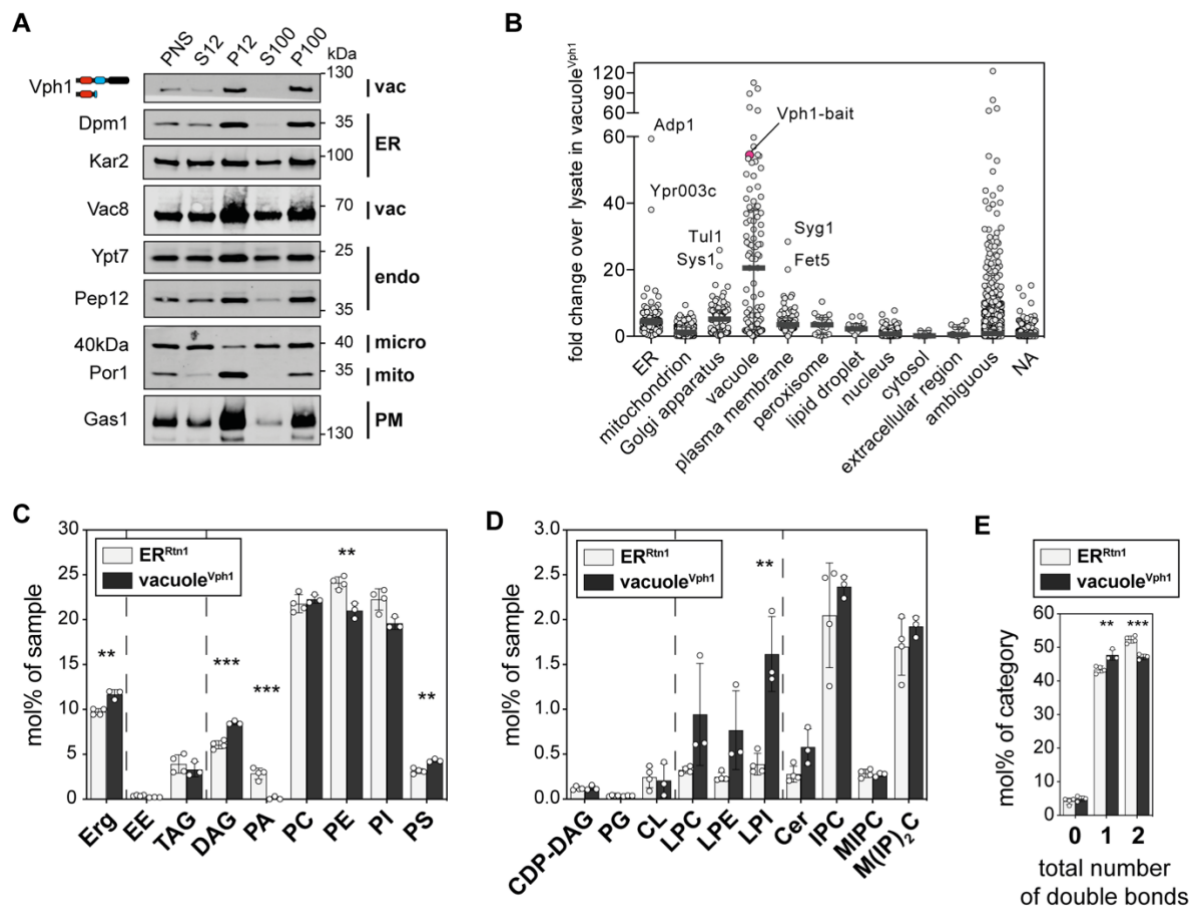 A
PNS
S12
P12
S100
P100
kDa
Vph1
130
vac
Dpm1
35
ER
Kar2
100
Vac8
70
vac
Ypt7
25
endo
Pep12
35
40kDa
40
micro
Por1
35
mito
Gas1
130
PM
B
fold change over lysate in vacuole^Vph1
120
90
60
60
40
20
0
Adp1
Vph1-bait
Ypr003c
Tul1
Sys1
Syg1
Fet5
ER
mitochondrion
Golgi apparatus
vacuole
plasma membrane
peroxisome
lipid droplet
nucleus
cytosol
extracellular region
ambiguous
NA
C
mol% of sample
30
25
20
15
10
5
0
ER^Rtn1
vacuole^Vph1
**
***
***
**
**
Erg
EE
TAG
DAG
PA
PC
PE
PI
PS
D
mol% of sample
3.0
2.5
2.0
1.5
1.0
0.5
0.0
ER^Rtn1
vacuole^Vph1
**
CDP-DAG
PG
CL
LPC
LPE
LPI
Cer
IPC
MIPC
M(IP)₂C
E
ER^Rtn1
vacuole^Vph1
mol% of category
60
50
40
30
20
10
0
**
***
0
1
2
total number
of double bonds